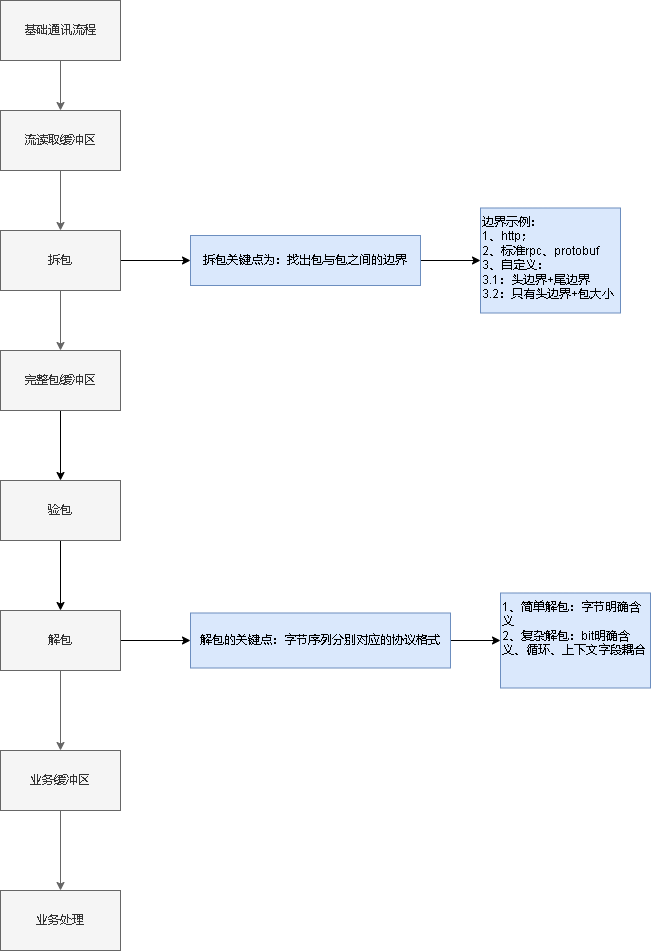 基础通讯流程
流读取缓冲区
拆包
拆包关键点为：找出包与包之间的边界
边界示例：
1、http；
2、标准rpc、protobuf
3、自定义：
3.1：头边界+尾边界
3.2：只有头边界+包大小
完整包缓冲区
验包
解包
解包的关键点：字节序列分别对应的协议格式
1、简单解包：字节明确含
义
2、复杂解包：bit明确含
义、循环、上下文字段耦合
业务缓冲区
业务处理